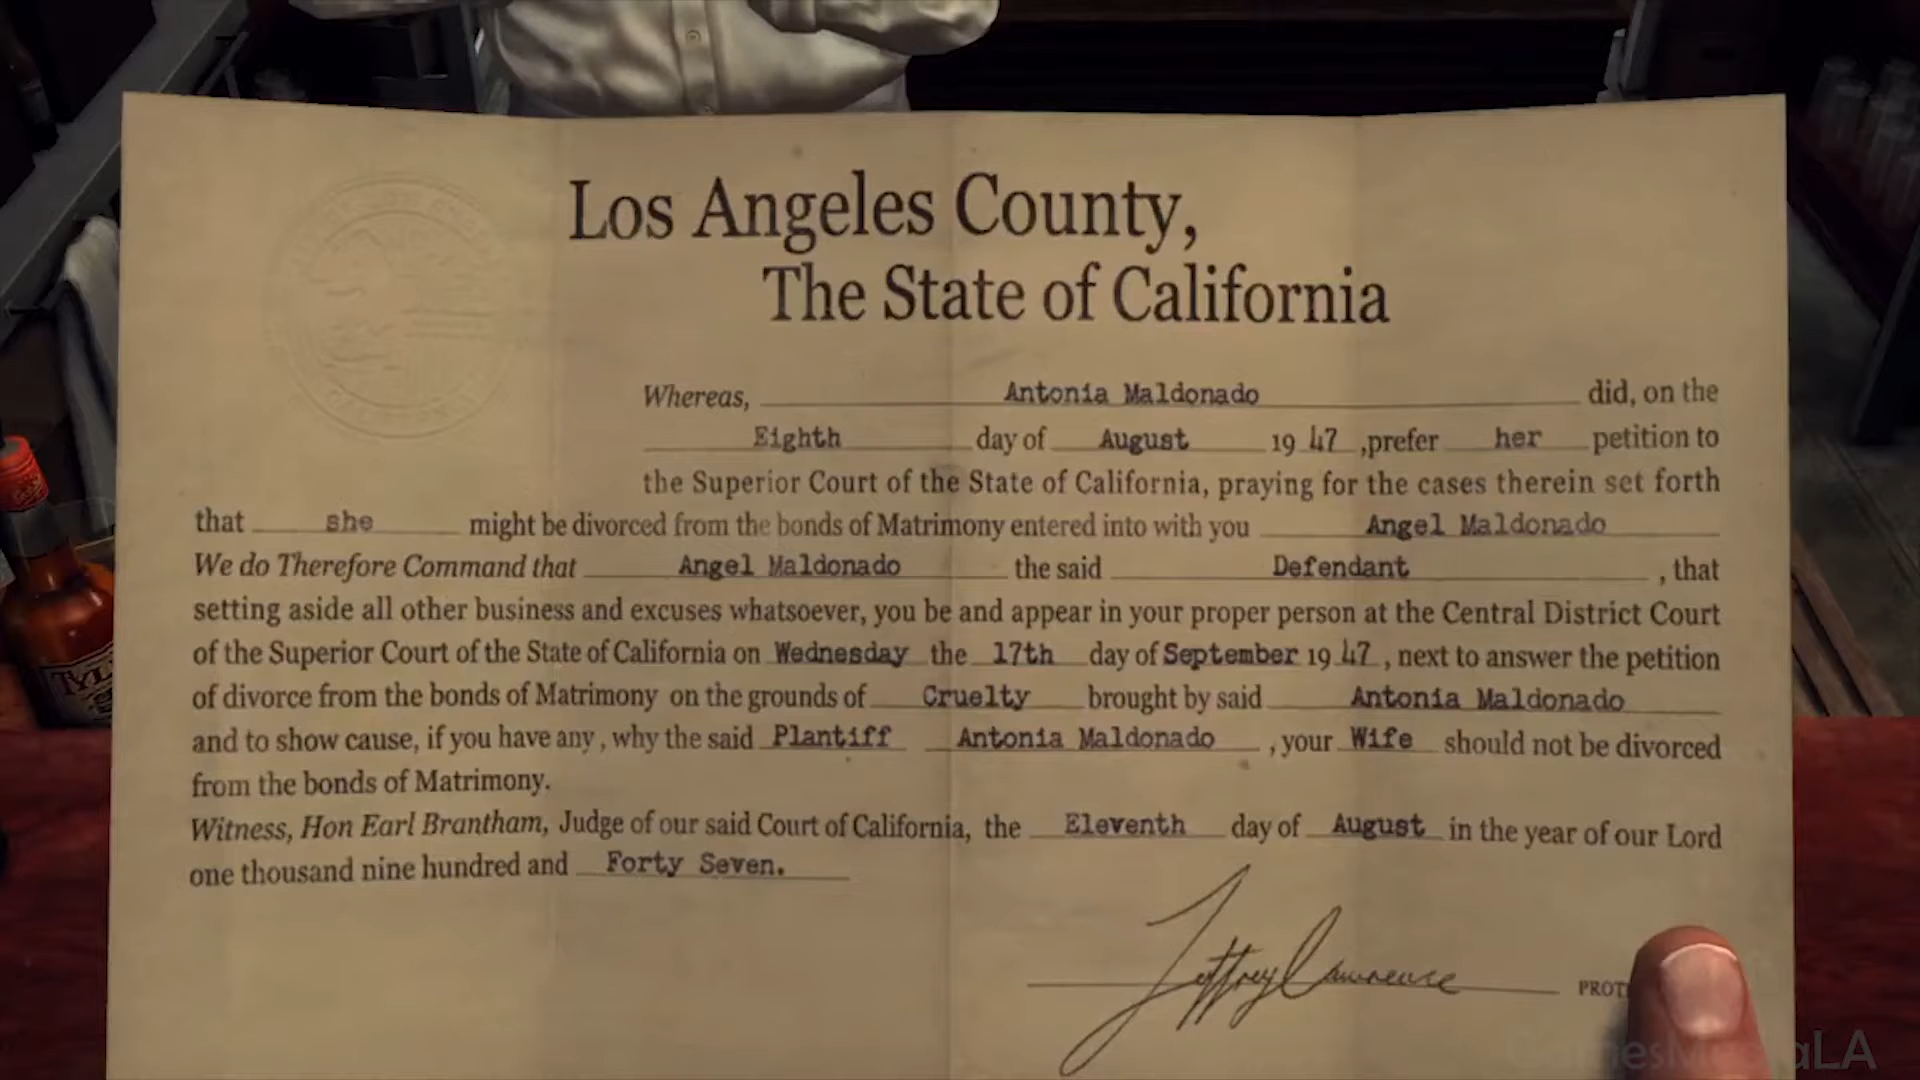 Los Angeles County,
The State of California
Whereas, Antonia Maldonado did, on the
Eighth day of August 19 47 ,prefer her petition to
the Superior Court of the State of California, praying for the cases therein set forth
that she might be divorced from the bonds of Matrimony entered into with you Angel Maldonado
We do Therefore Command that Angel Maldonado the said Defendant , that
setting aside all other business and excuses whatsoever, you be and appear in your proper person at the Central District Court
of the Superior Court of the State of California on Wednesday the 17th day of September 19 47 , next to answer the petition
of divorce from the bonds of Matrimony on the grounds of Cruelty brought by said Antonia Maldonado
and to show cause, if you have any , why the said Plantiff Antonia Maldonado , your Wife should not be divorced
from the bonds of Matrimony.
Witness, Hon Earl Brantham, Judge of our said Court of California, the Eleventh day of August in the year of our Lord
one thousand nine hundred and Forty Seven.
Jeffrey Lawrence